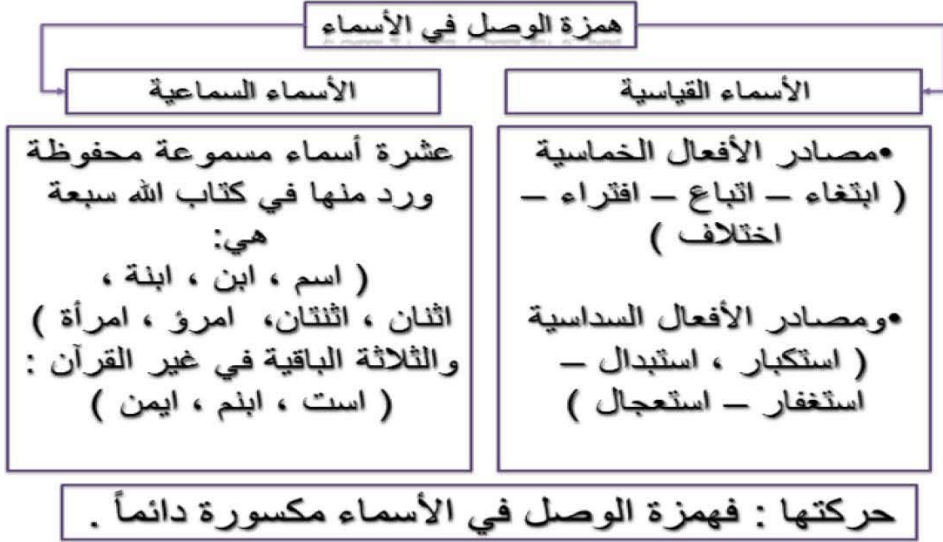 همزة الوصل في الأسماء
الأسماء القياسية
•مصادر الأفعال الخماسية
( ابتغاء – اتباع – افتراء –
اختلاف )
•ومصادر الأفعال السداسية
( استكبار ، استبدال –
استغفار – استعجال )
الأسماء السماعية
عشرة أسماء مسموعة محفوظة
ورد منها في كتاب الله سبعة
هي:
( اسم ، ابن ، ابنة ،
اثنان ، اثنتان، امرؤ ، امرأة )
والثلاثة الباقية في غير القرآن :
( است ، ابنم ، ايمن )
حركتها : فهمزة الوصل في الأسماء مكسورة دائماً .